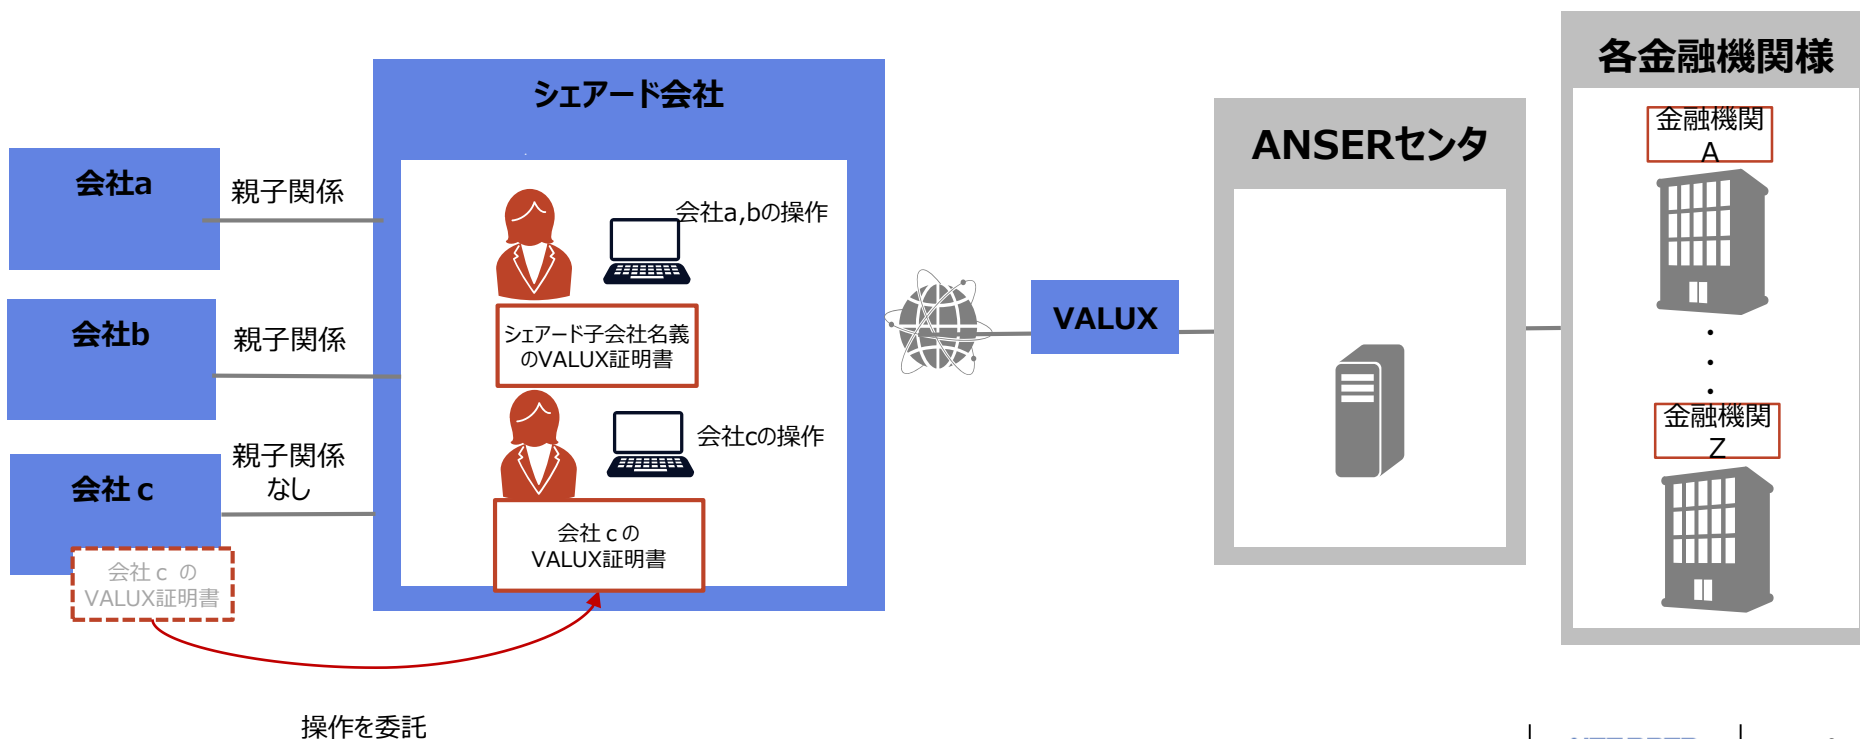 シェアード会社
会社a
親子関係
会社a,bの操作
シェアード子会社名義
のVALUX証明書
会社b
親子関係
会社cの操作
会社 c
親子関係
なし
会社 c の
VALUX証明書
会社 c の
VALUX証明書
操作を委託
VALUX
ANSERセンタ
各金融機関様
金融機関
A
・
・
・
金融機関
Z